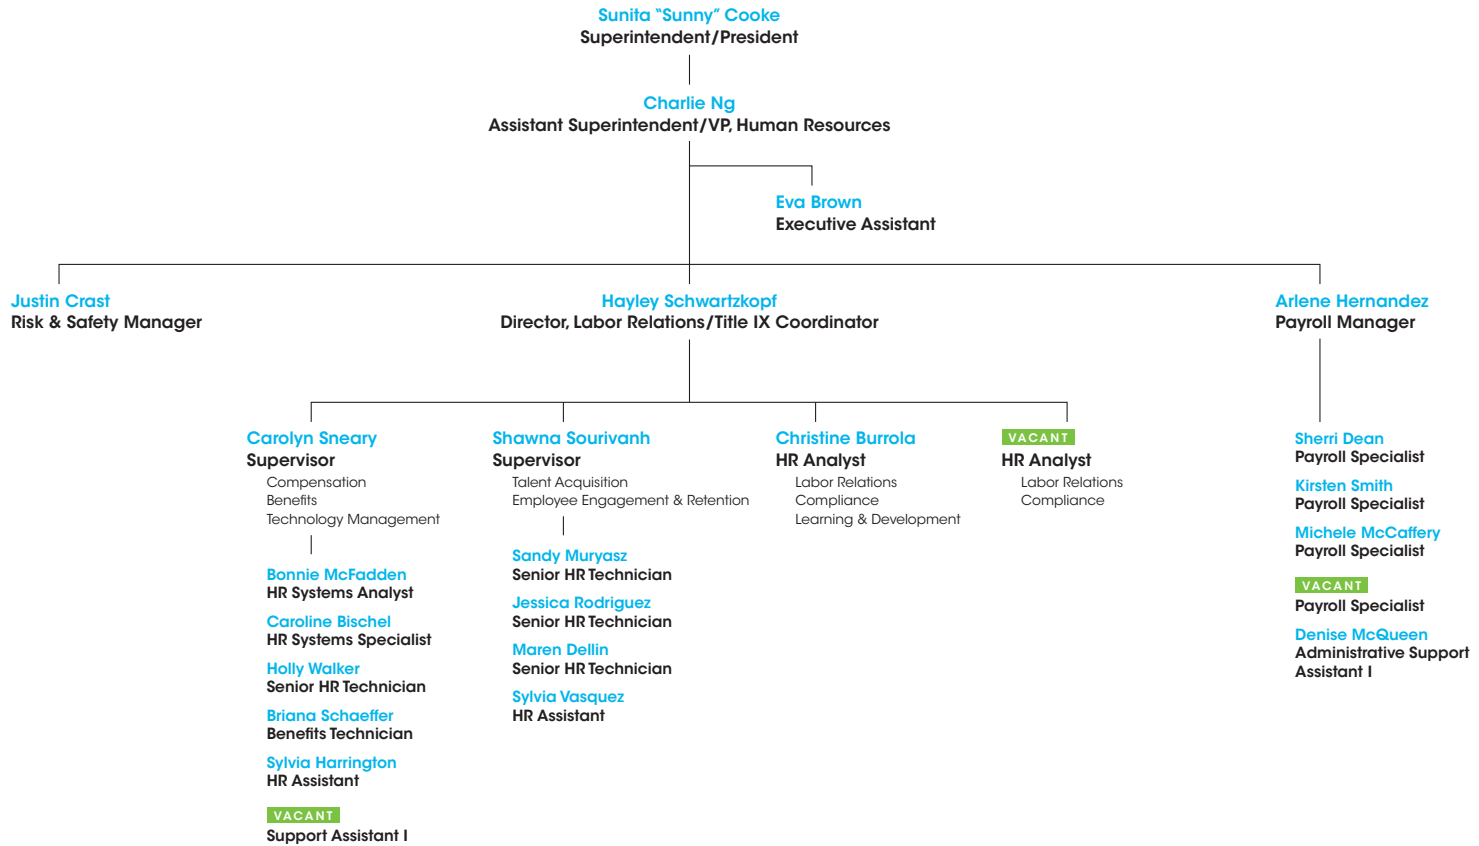 Sunita “Sunny” Cooke
Superintendent/President
Charlie Ng
Assistant Superintendent/VP, Human Resources
Eva Brown
Executive Assistant
Justin Crast
Risk & Safety Manager
Hayley Schwartzkopf
Director, Labor Relations/Title IX Coordinator
Arlene Hernandez
Payroll Manager
Carolyn Sneary
Supervisor
Compensation
Benefits
Technology Management
Bonnie McFadden
HR Systems Analyst
Caroline Bischel
HR Systems Specialist
Holly Walker
Senior HR Technician
Briana Schaeffer
Benefits Technician
Sylvia Harrington
HR Assistant
VACANT
Support Assistant I
Shawna Sourivanh
Supervisor
Talent Acquisition
Employee Engagement & Retention
Sandy Muryasz
Senior HR Technician
Jessica Rodriguez
Senior HR Technician
Maren Dellin
Senior HR Technician
Sylvia Vasquez
HR Assistant
Christine Burrola
HR Analyst
Labor Relations
Compliance
Learning & Development
VACANT
HR Analyst
Labor Relations
Compliance
Sherri Dean
Payroll Specialist
Kirsten Smith
Payroll Specialist
Michele McCaffery
Payroll Specialist
VACANT
Payroll Specialist
Denise McQueen
Administrative Support
Assistant I